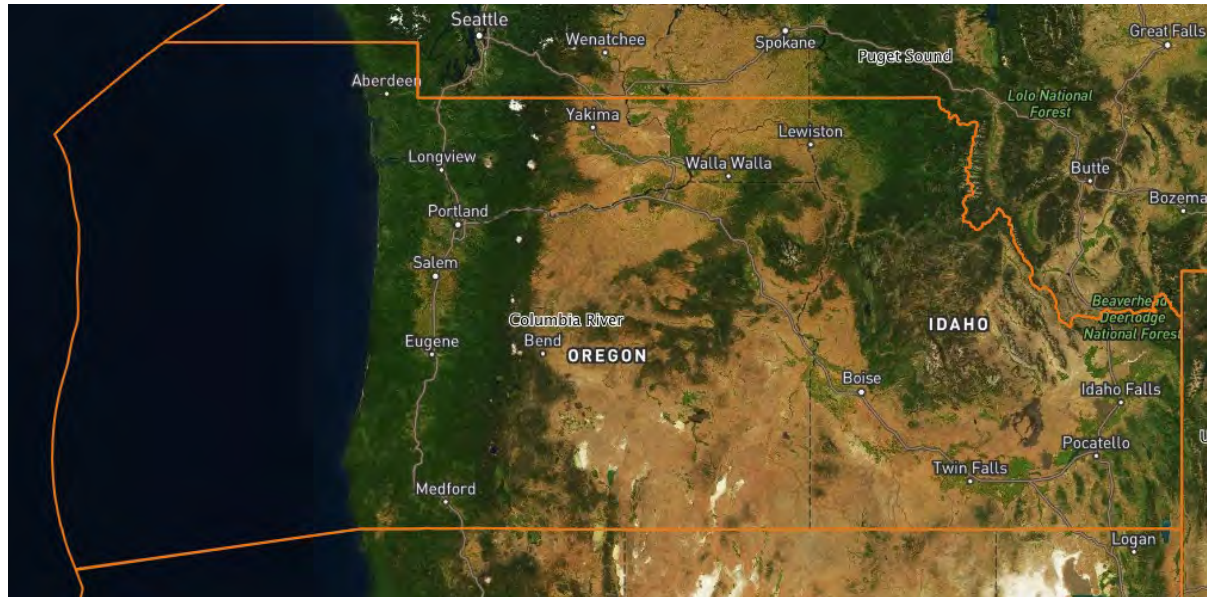 Seattle
Wenatchee
Spokane
Puget Sound
Great Falls
Aberdeen
Lolo National
Forest
Yakima
Lewiston
Longview
Walla Walla
Butte
Bozema
Portland
Salem
Columbia River
Bend
Eugene
OREGON
IDAHO
Beaverhead-
Deerlodge
National Forest
Boise
Idaho Falls
Pocatello
U
Twin Falls
Medford
Logan